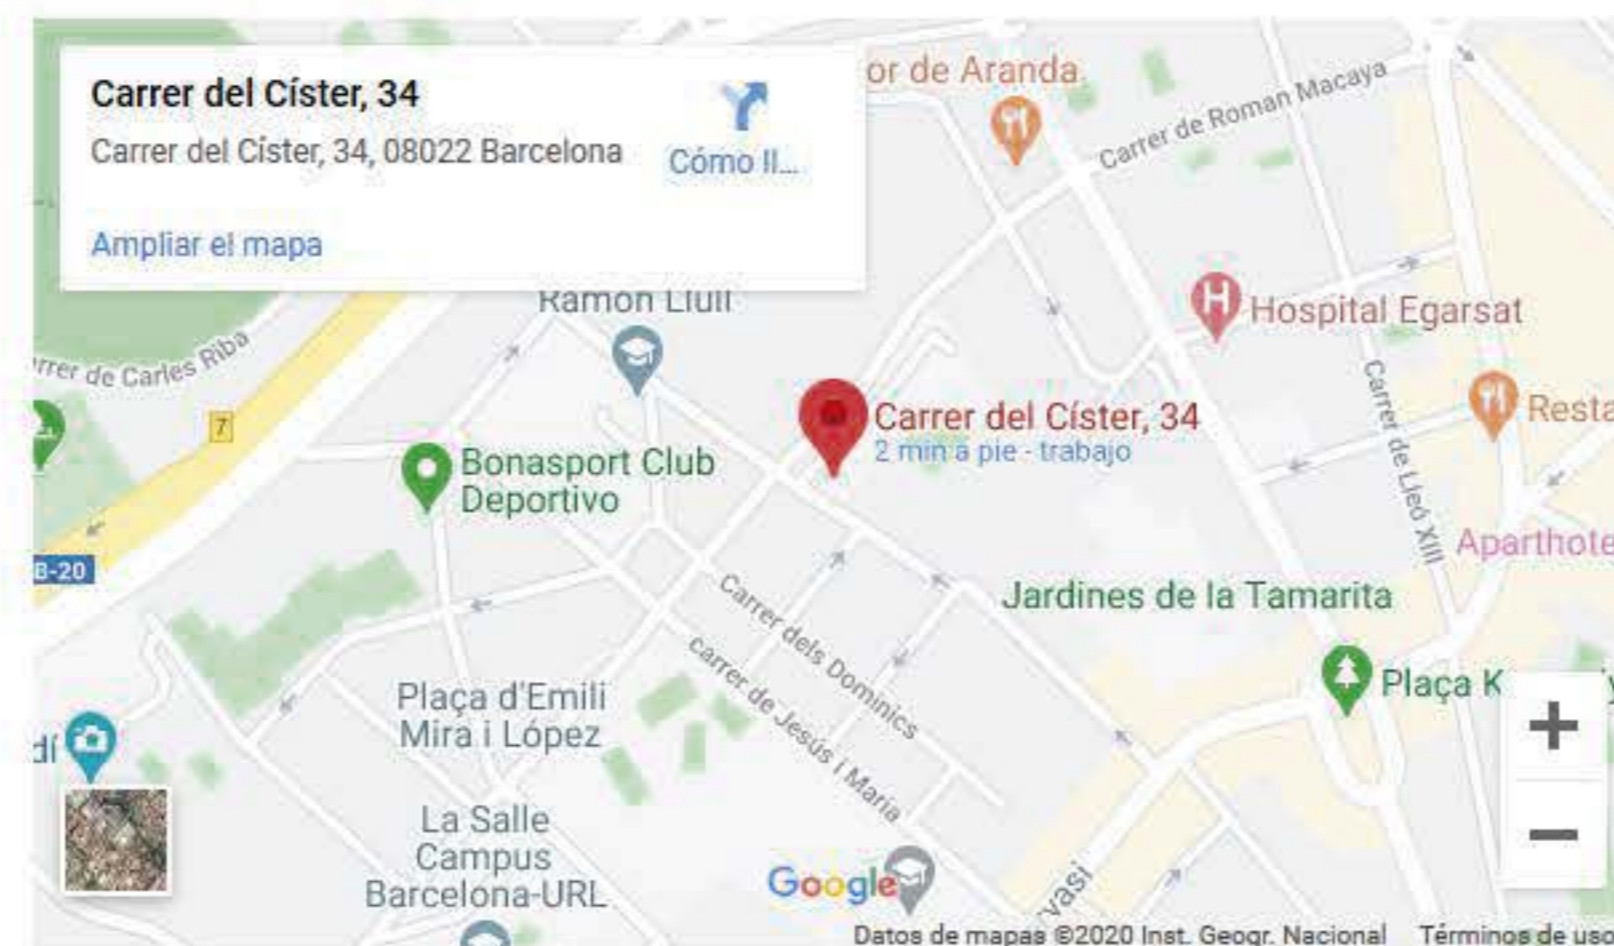 Carrer del Císter, 34
Carrer del Císter, 34, 08022 Barcelona
Cómo ll...
Ampliar el mapa
or de Aranda
Carrer de Roman Macaya
Ramon Llull
Hospital Egarsat
rrer de Carles Riba
7
Carrer del Císter, 34
2 min a pie - trabajo
Resta
Carrer de Lleó XIII
Bonasport Club
Deportivo
B-20
Aparthote
Jardines de la Tamarita
Carrer dels Dominics
carrer de Jesús i Maria
Plaça K
Plaça d'Emili
Mira i López
dí
La Salle
Campus
Barcelona-URL
Google
vasi
Datos de mapas ©2020 Inst. Geogr. Nacional
Términos de uso